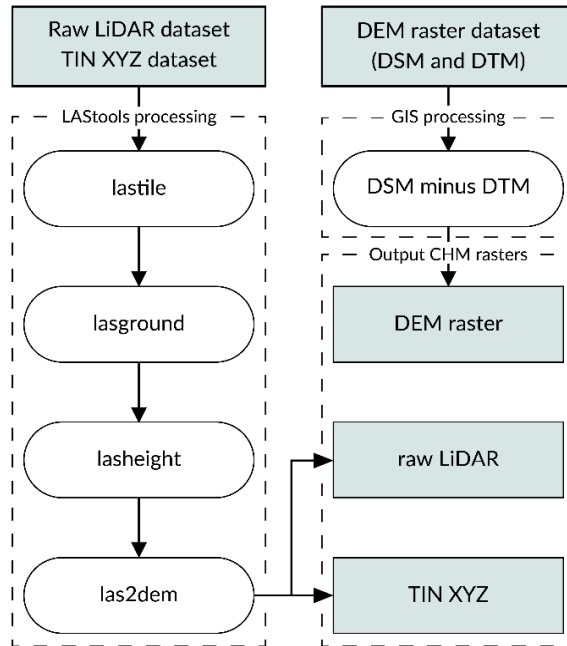 Raw LiDAR dataset
TIN XYZ dataset
LAStools processing
lastile
lasground
lasheight
las2dem
DEM raster dataset
(DSM and DTM)
GIS processing
DSM minus DTM
Output CHM rasters
DEM raster
raw LiDAR
TIN XYZ